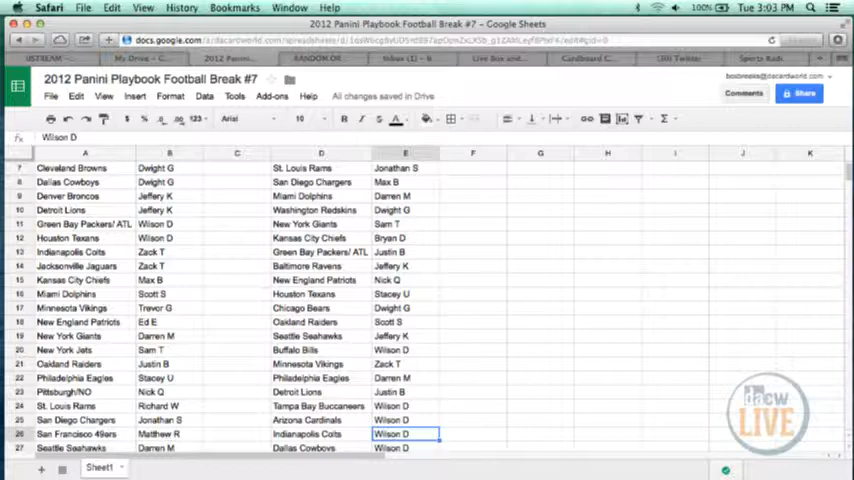 Safari File Edit View History Bookmarks Window Help 100% Tue 3:03 PM
2012 Panini Playbook Football Break #7 - Google Sheets
USTREAM My Drive - C... 2012 Panini... RANDOM OR... Inbox (1) - b Live Box and... Cardboard C... (30) Twitter Sports Rads
2012 Panini Playbook Football Break #7
boxbreaks@dacardworld.com
File Edit View Insert Format Data Tools Add-ons Help All changes saved in Drive
Comments Share
$ % .0 .00 123 Arial 10 B I S A
fx Wilson D
A B C D E F G H I J K
7 Cleveland Browns Dwight G St. Louis Rams Jonathan S
8 Dallas Cowboys Dwight G San Diego Chargers Max B
9 Denver Broncos Jeffery K Miami Dolphins Darren M
10 Detroit Lions Jeffery K Washington Redskins Dwight G
11 Green Bay Packers/ ATL Wilson D New York Giants Sam T
12 Houston Texans Wilson D Kansas City Chiefs Bryan D
13 Indianapolis Colts Zack T Green Bay Packers/ ATL Justin B
14 Jacksonville Jaguars Zack T Baltimore Ravens Jeffery K
15 Kansas City Chiefs Max B New England Patriots Nick Q
16 Miami Dolphins Scott S Houston Texans Stacey U
17 Minnesota Vikings Trevor G Chicago Bears Dwight G
18 New England Patriots Ed E Oakland Raiders Scott S
19 New York Giants Darren M Seattle Seahawks Jeffery K
20 New York Jets Sam T Buffalo Bills Wilson D
21 Oakland Raiders Justin B Minnesota Vikings Zack T
22 Philadelphia Eagles Stacey U Philadelphia Eagles Darren M
23 Pittsburgh/NO Nick Q Detroit Lions Justin B
24 St. Louis Rams Richard W Tampa Bay Buccaneers Wilson D
25 San Diego Chargers Jonathan S Arizona Cardinals Wilson D
26 San Francisco 49ers Matthew R Indianapolis Colts Wilson D
27 Seattle Seahawks Darren M Dallas Cowboys Wilson D
dacw
LIVE
Sheet1